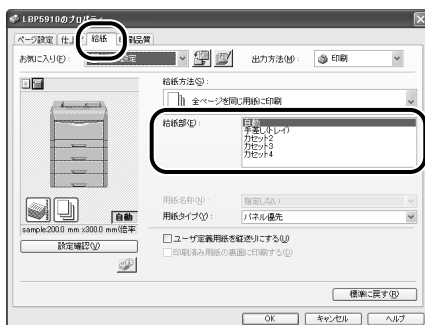 LBP5910のプロパティ
ページ設定 仕上げ 給紙 印刷品質
お気に入り(F): 設定 出力方法(M): 印刷
給紙方法(S):
全ページを同じ用紙に印刷
給紙部(E): 自動
手差し(トレイ)
カセット2
カセット3
カセット4
用紙名称(N): 指定しない
自動
用紙タイプ(Y): パネル優先
sample:200.0 mm x300.0 mm(倍率
設定確認(V)
ユーザ定義用紙を縦送りにする(U)
印刷済み用紙の裏面に印刷する(D)
標準に戻す(R)
OK キャンセル ヘルプ